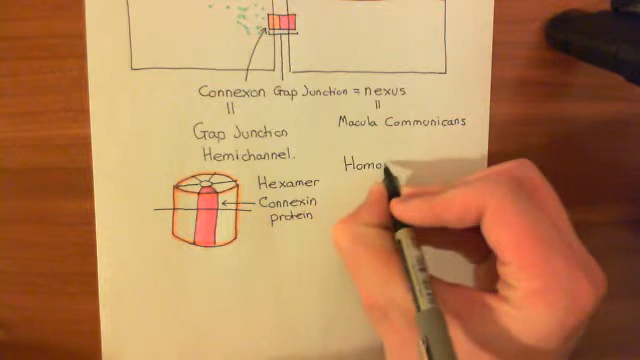 Connexon Gap Junction = nexus
=
=
Macula Communicans
Gap Junction
Hemichannel.
Homo
Hexamer
Connexin
protein